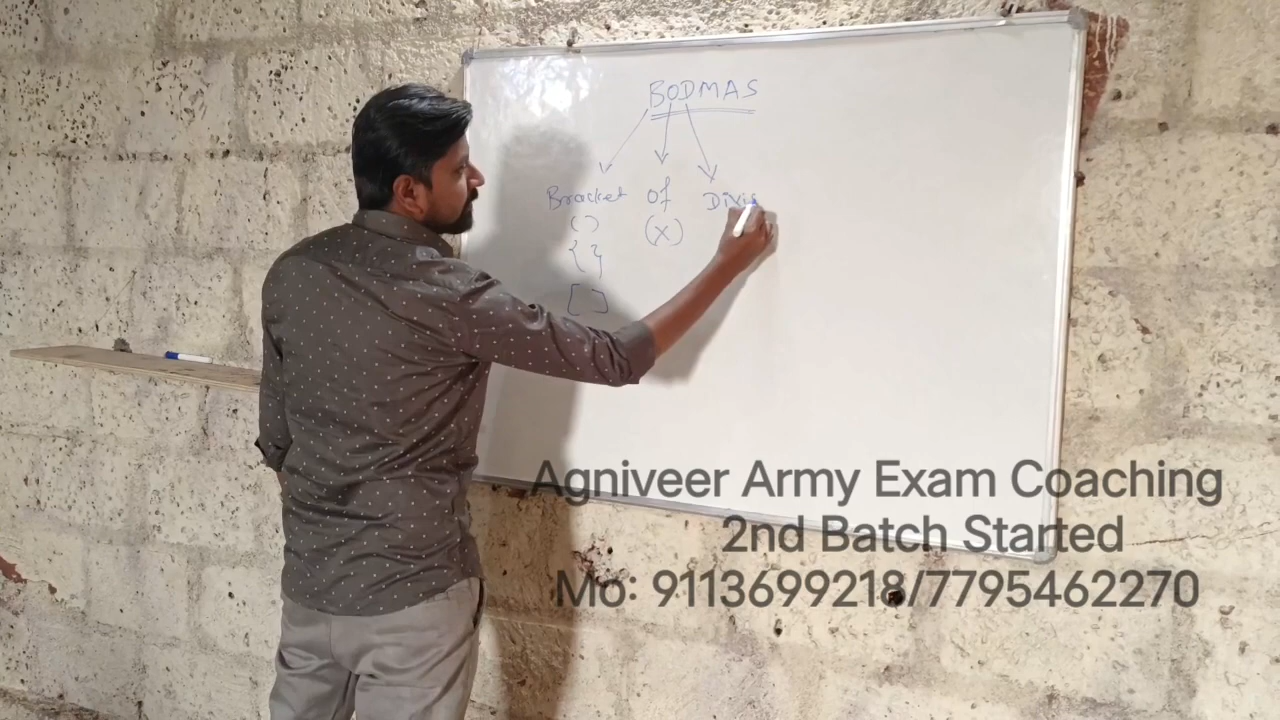 BODMAS
Bracket of Divis
( ) (x)
{ }
[ ]
Agniveer Army Exam Coaching
2nd Batch Started
Mo: 9113699218/7795462270